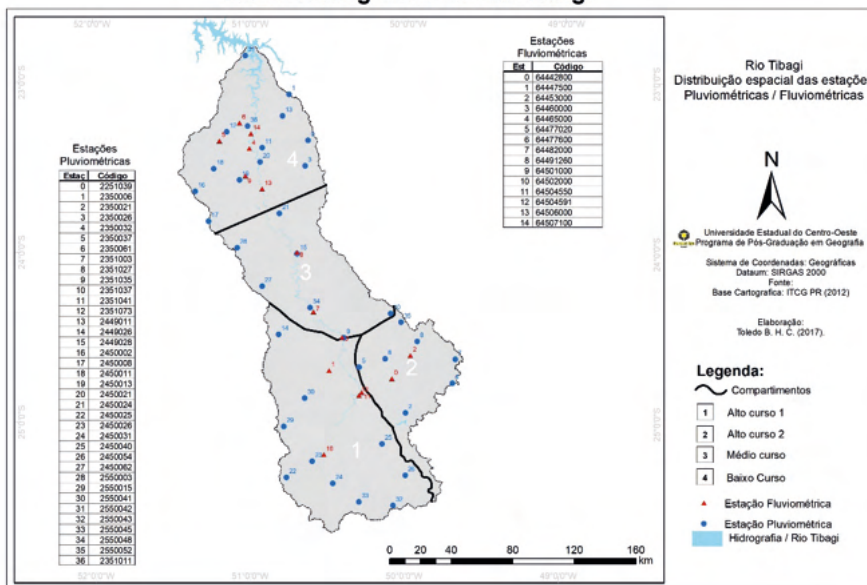 52°0'0"W
51°0'0"W
50°0'0"W
49°0'0"W
23°0'0"S
24°0'0"S
25°0'0"S
Estações
Pluviométricas
Estaç Código
0 2251039
1 2350006
2 2350021
3 2350026
4 2350032
5 2350037
6 2350061
7 2351003
8 2351027
9 2351035
10 2351037
11 2351041
12 2351073
13 2449011
14 2449026
15 2449028
16 2450002
17 2450008
18 2450011
19 2450013
20 2450021
21 2450024
22 2450025
23 2450026
24 2450031
25 2450040
26 2450054
27 2450062
28 2550003
29 2550015
30 2550041
31 2550042
32 2550043
33 2550045
34 2550048
35 2550052
36 2351011
Estações
Fluviométricas
Est Código
0 64442800
1 64447500
2 64453000
3 64460000
4 64465000
5 64477020
6 64477600
7 64482000
8 64491260
9 64501000
10 64502000
11 64504550
12 64504591
13 64506000
14 64507100
4
3
2
1
0 20 40 80 120 160
km
Rio Tibagi
Distribuição espacial das estaçõe
Pluviométricas / Fluviométricas
N
Universidade Estadual do Centro-Oeste
Programa de Pós-Graduação em Geografia
Sistema de Coordenadas: Geográficas
Dataum: SIRGAS 2000
Fonte:
Base Cartografica: ITCG PR (2012)
Elaboração:
Toledo B. H. C. (2017).
Legenda:
Compartimentos
1 Alto curso 1
2 Alto curso 2
3 Médio curso
4 Baixo Curso
Estação Fluviométrica
Estação Pluviométrica
Hidrografia / Rio Tibagi